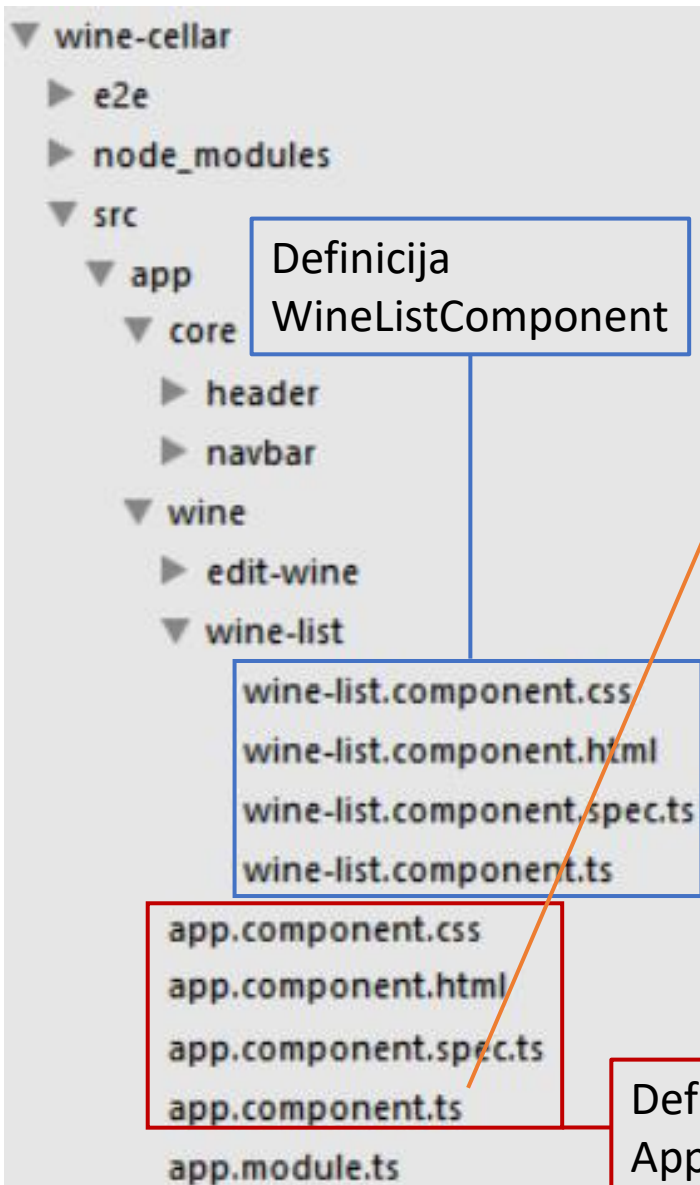 wine-cellar
e2e
node_modules
src
app
Definicija
WineListComponent
core
header
navbar
wine
edit-wine
wine-list
wine-list.component.css
wine-list.component.html
wine-list.component.spec.ts
wine-list.component.ts
app.component.css
app.component.html
app.component.spec.ts
app.component.ts
app.module.ts
Def
App